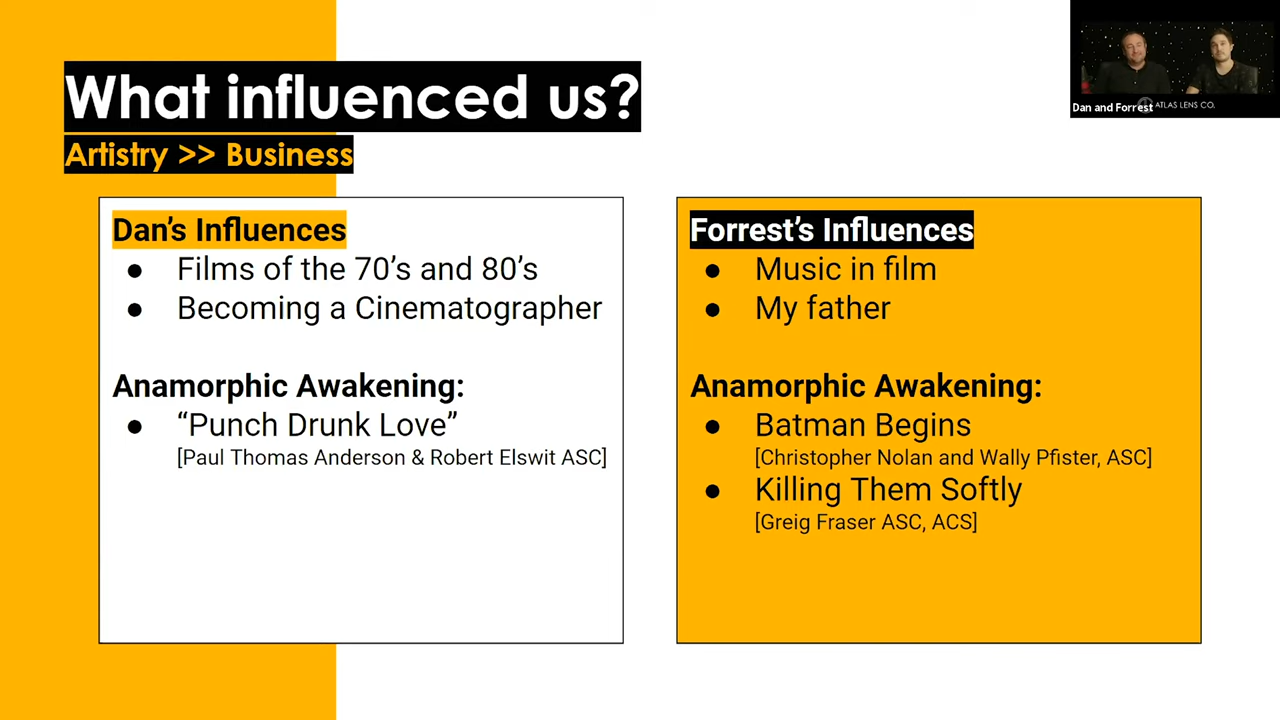 What influenced us?
Artistry >> Business
Dan and Forrest
ATLAS LENS CO.
Dan's Influences
● Films of the 70's and 80's
● Becoming a Cinematographer
Anamorphic Awakening:
● “Punch Drunk Love”
[Paul Thomas Anderson & Robert Elswit ASC]
Forrest's Influences
● Music in film
● My father
Anamorphic Awakening:
● Batman Begins
[Christopher Nolan and Wally Pfister, ASC]
● Killing Them Softly
[Greig Fraser ASC, ACS]